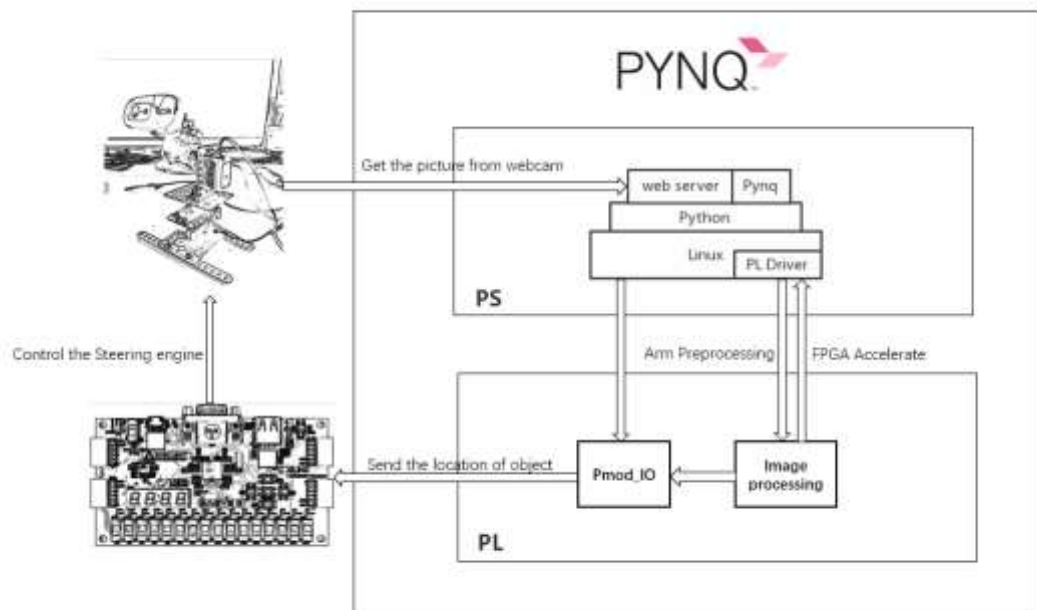 PYNQ
Get the picture from webcam
web server
Pynq
Python
Linux
PL Driver
PS
Control the Steering engine
Arm Preprocessing
FPGA Accelerate
Send the location of object
Pmod_IO
Image
processing
PL